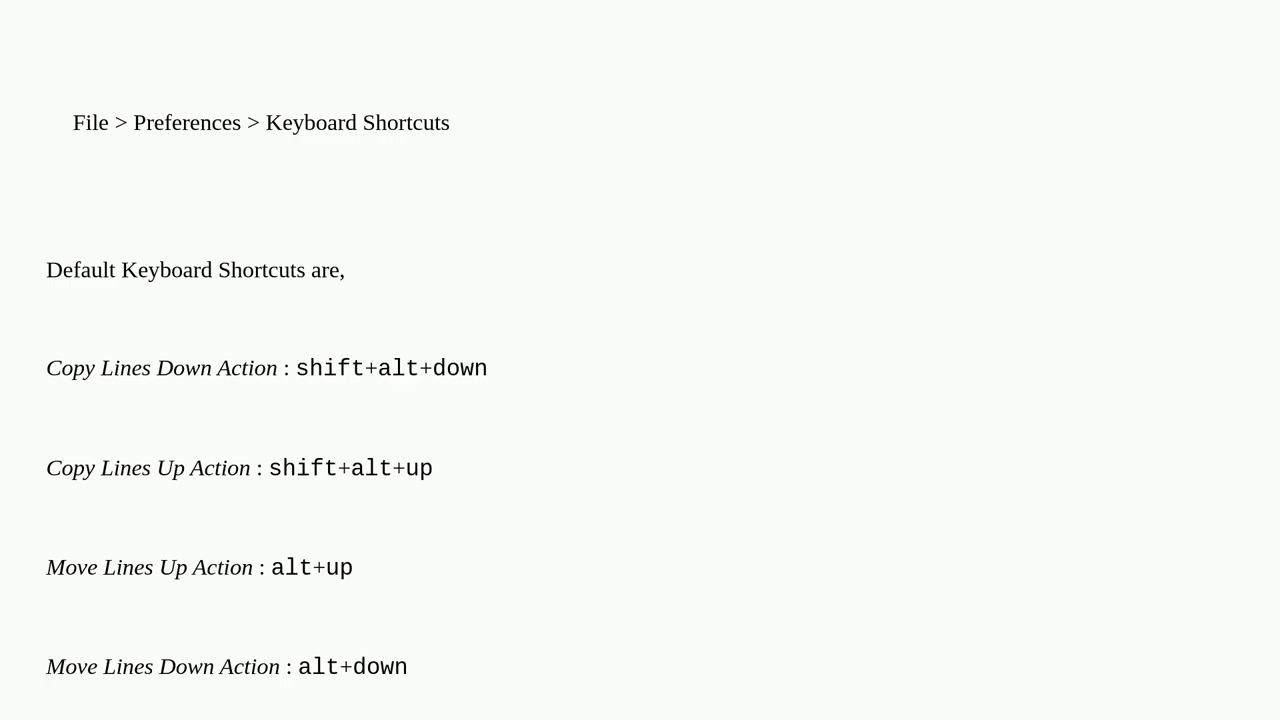 File > Preferences > Keyboard Shortcuts
Default Keyboard Shortcuts are,
Copy Lines Down Action : shift+alt+down
Copy Lines Up Action : shift+alt+up
Move Lines Up Action : alt+up
Move Lines Down Action : alt+down